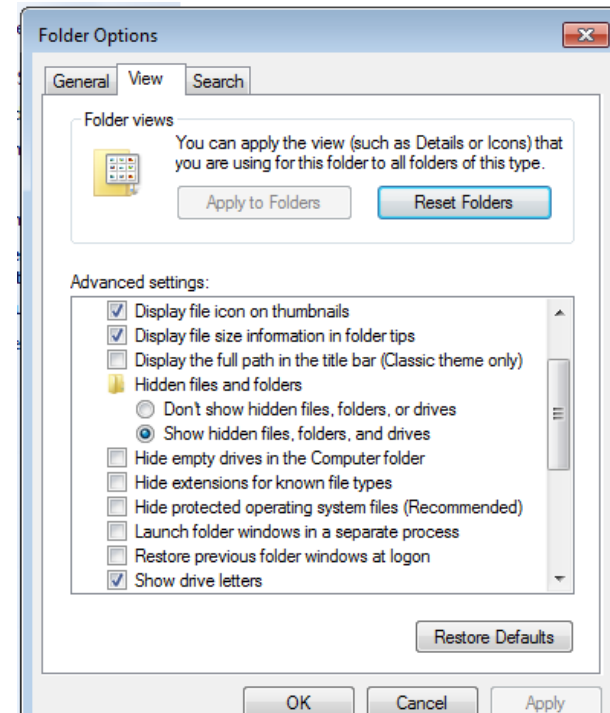 Folder Options
General View Search
Folder views
You can apply the view (such as Details or Icons) that
you are using for this folder to all folders of this type.
Apply to Folders Reset Folders
Advanced settings:
Display file icon on thumbnails
Display file size information in folder tips
Display the full path in the title bar (Classic theme only)
Hidden files and folders
Don't show hidden files, folders, or drives
Show hidden files, folders, and drives
Hide empty drives in the Computer folder
Hide extensions for known file types
Hide protected operating system files (Recommended)
Launch folder windows in a separate process
Restore previous folder windows at logon
Show drive letters
Restore Defaults
OK Cancel Apply